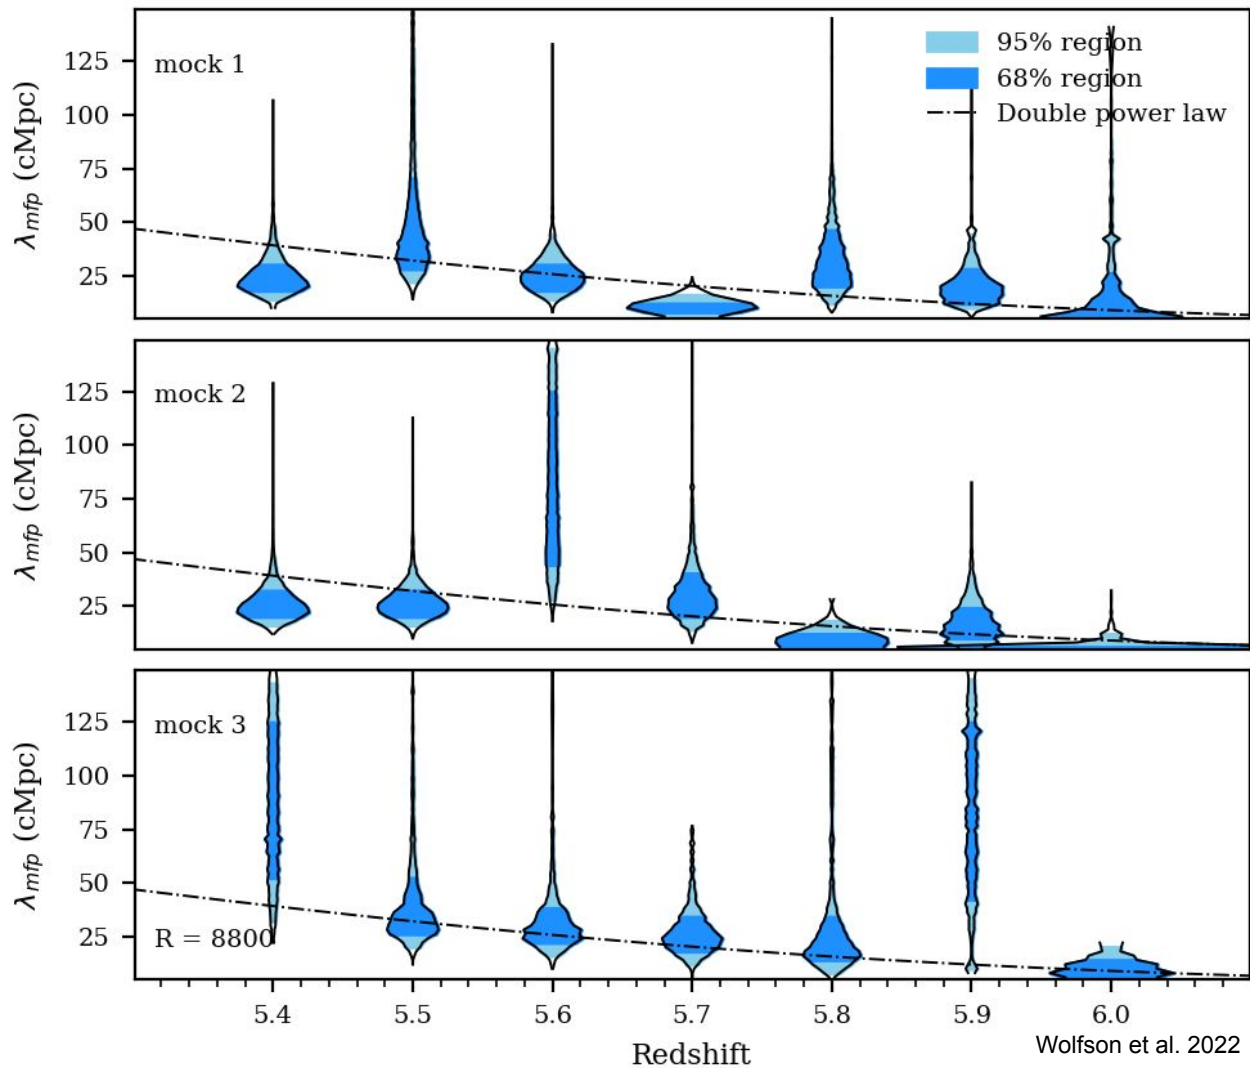 mock 1
95% region
68% region
Double power law
λmfp (cMpc)
125
100
75
50
25
mock 2
λmfp (cMpc)
125
100
75
50
25
mock 3
R = 8800
λmfp (cMpc)
125
100
75
50
25
5.4 5.5 5.6 5.7 5.8 5.9 6.0
Redshift
Wolfson et al. 2022